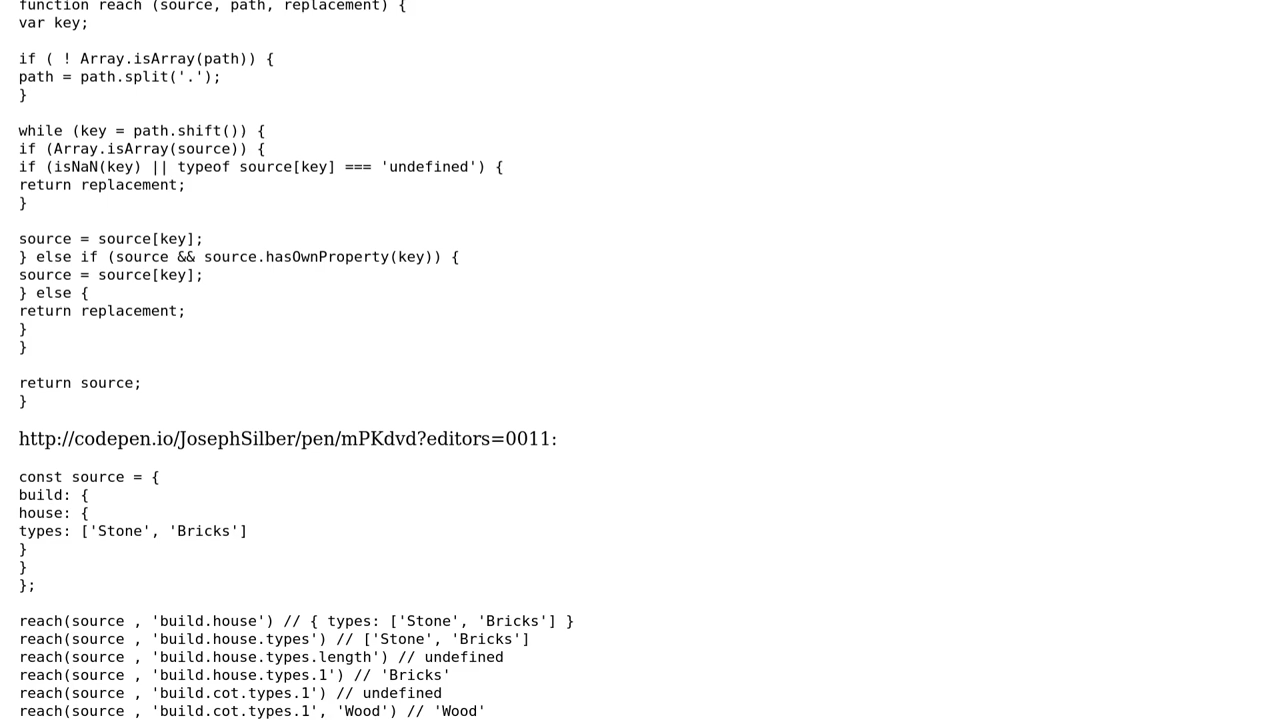 function reach (source, path, replacement) {
var key;
if ( ! Array.isArray(path)) {
path = path.split('.');
}
while (key = path.shift()) {
if (Array.isArray(source)) {
if (isNaN(key) || typeof source[key] === 'undefined') {
return replacement;
}
source = source[key];
} else if (source && source.hasOwnProperty(key)) {
source = source[key];
} else {
return replacement;
}
}
return source;
}
http://codepen.io/JosephSilber/pen/mPKdvd?editors=0011:
const source = {
build: {
house: {
types: ['Stone', 'Bricks']
}
}
};
reach(source , 'build.house') // { types: ['Stone', 'Bricks'] }
reach(source , 'build.house.types') // ['Stone', 'Bricks']
reach(source , 'build.house.types.length') // undefined
reach(source , 'build.house.types.1') // 'Bricks'
reach(source , 'build.cot.types.1') // undefined
reach(source , 'build.cot.types.1', 'Wood') // 'Wood'